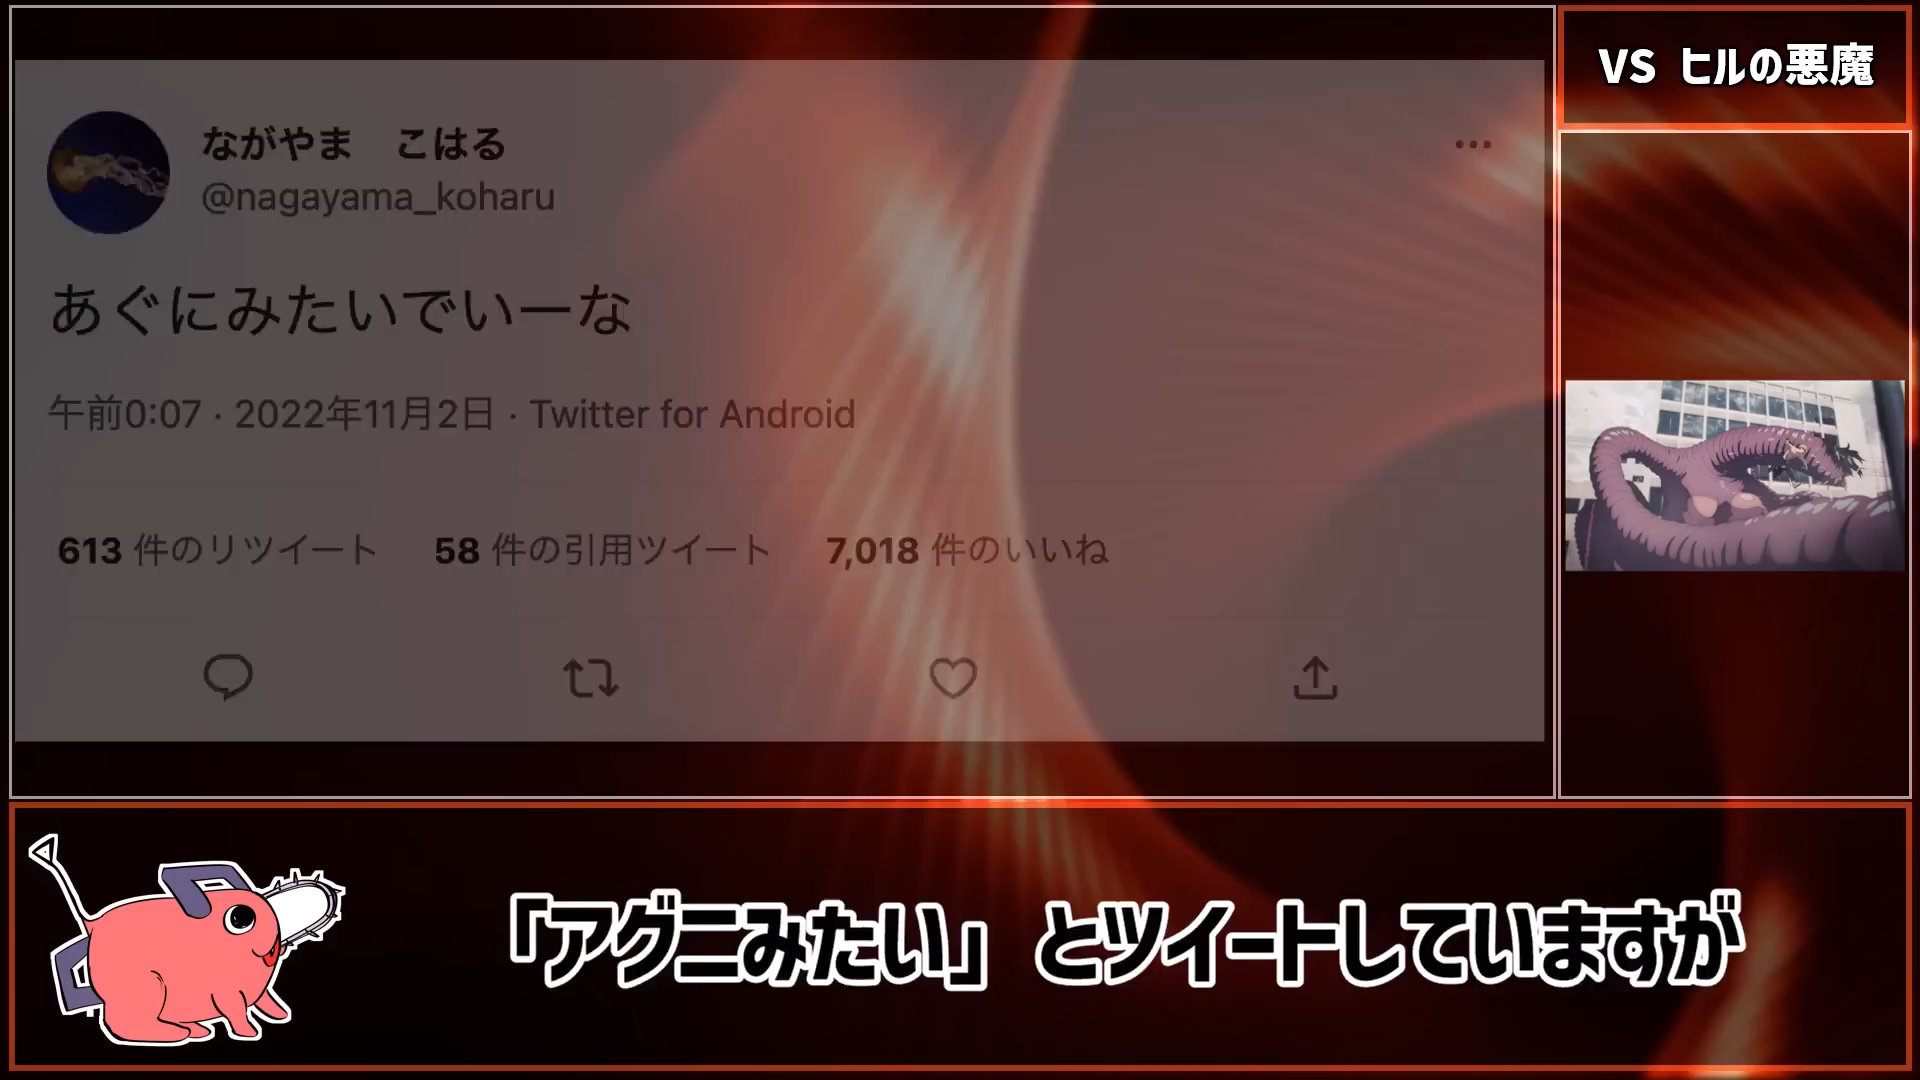 VS ヒルの悪魔
ながやま　こはる
@nagayama_koharu
あぐにみたいでいーな
午前0:07 · 2022年11月2日 · Twitter for Android
613 件のリツイート 58 件の引用ツイート 7,018 件のいいね
「アグニみたい」とツイートしていますが